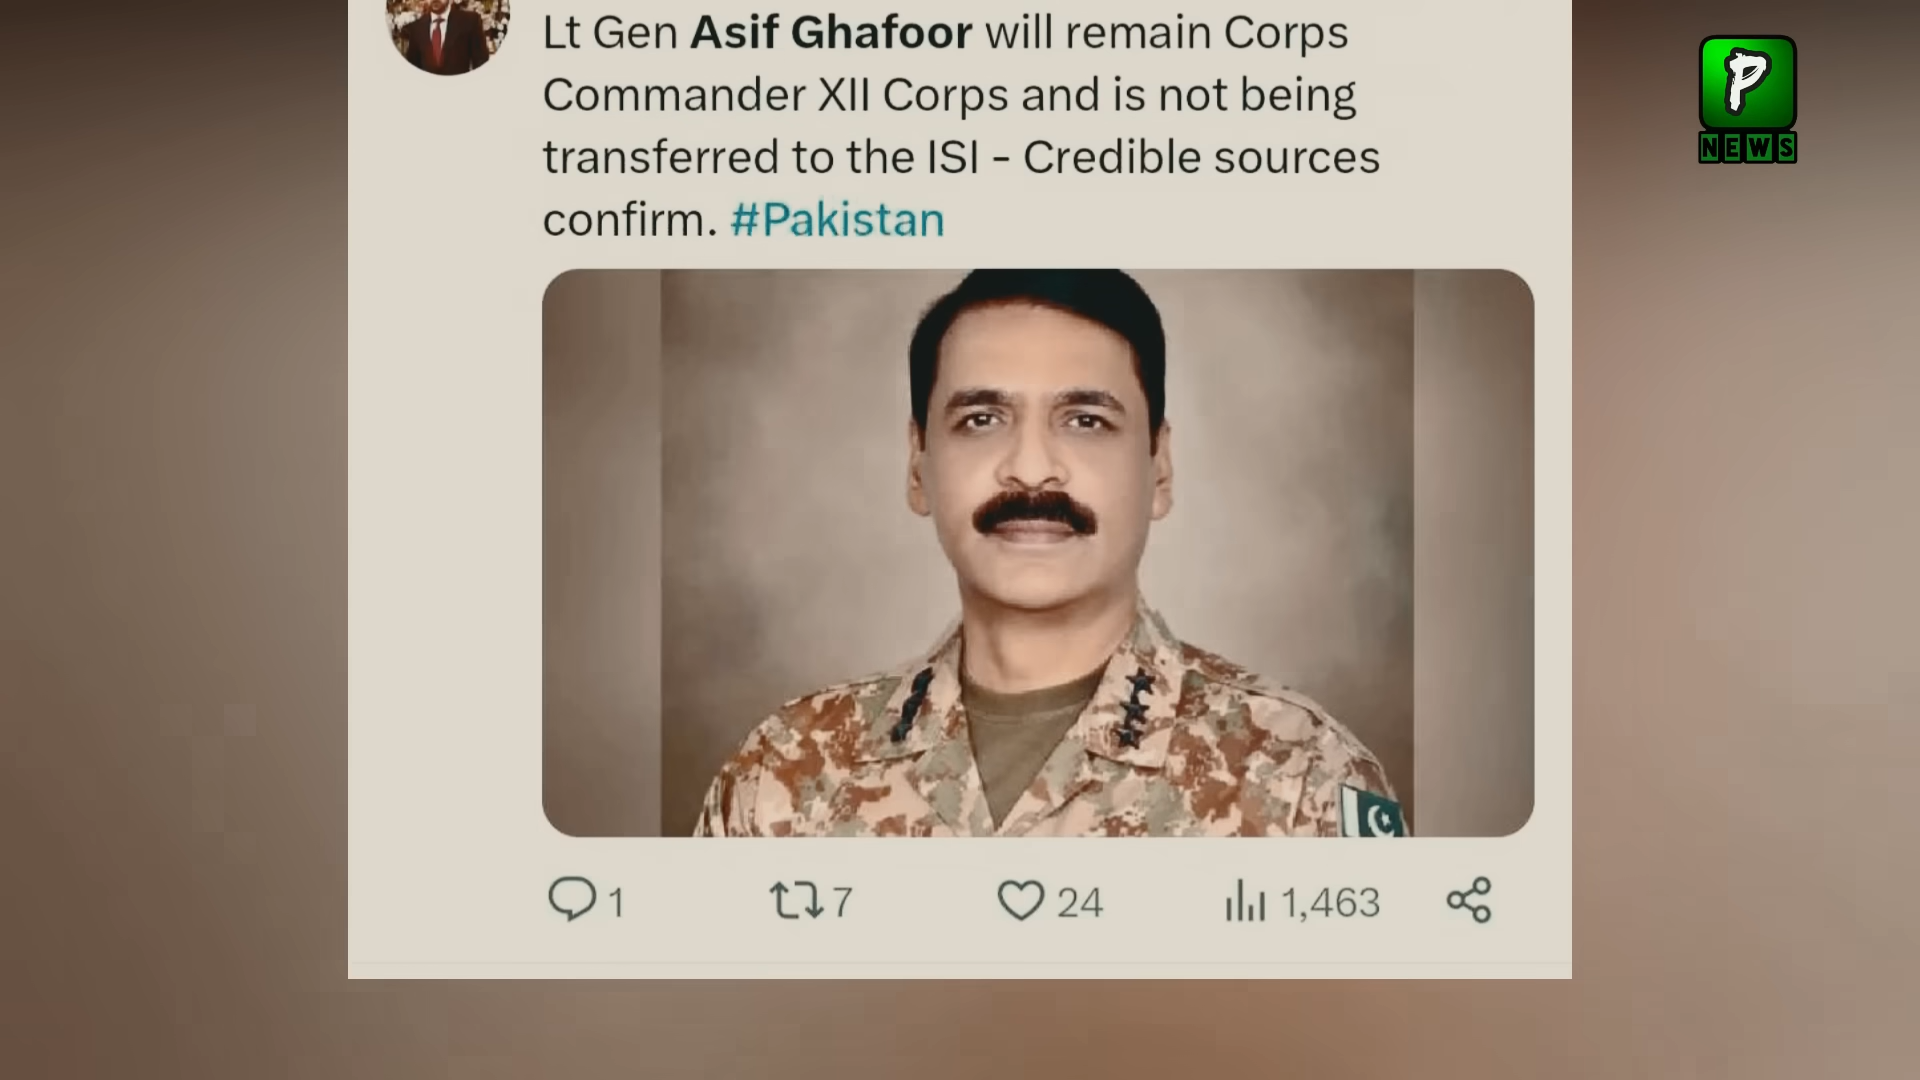 Lt Gen Asif Ghafoor will remain Corps
Commander XII Corps and is not being
transferred to the ISI - Credible sources
confirm. #Pakistan
P
NEWS
1
7
24
1,463